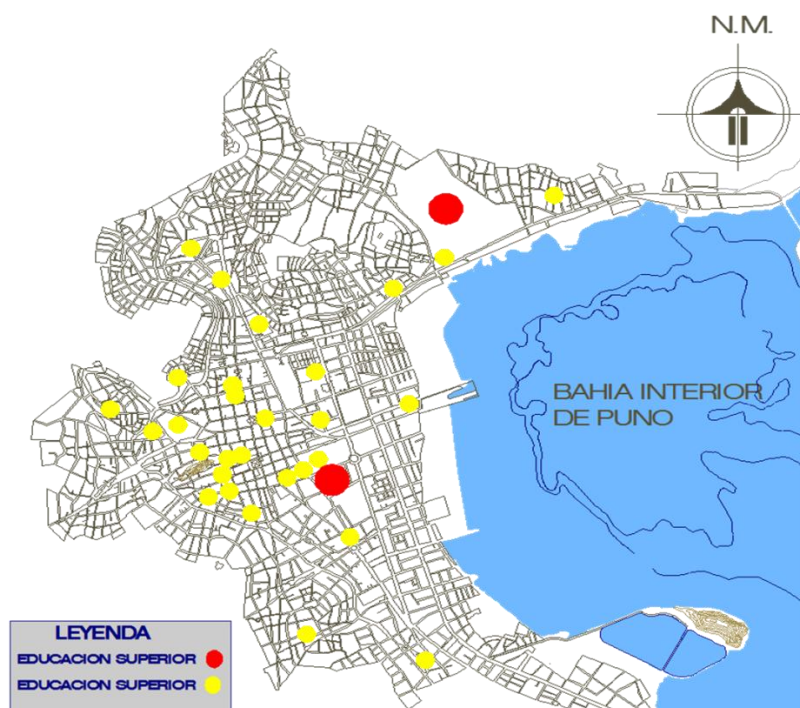 N.M.
BAHIA INTERIOR
DE PUNO
LEYENDA
EDUCACION SUPERIOR
EDUCACION SUPERIOR